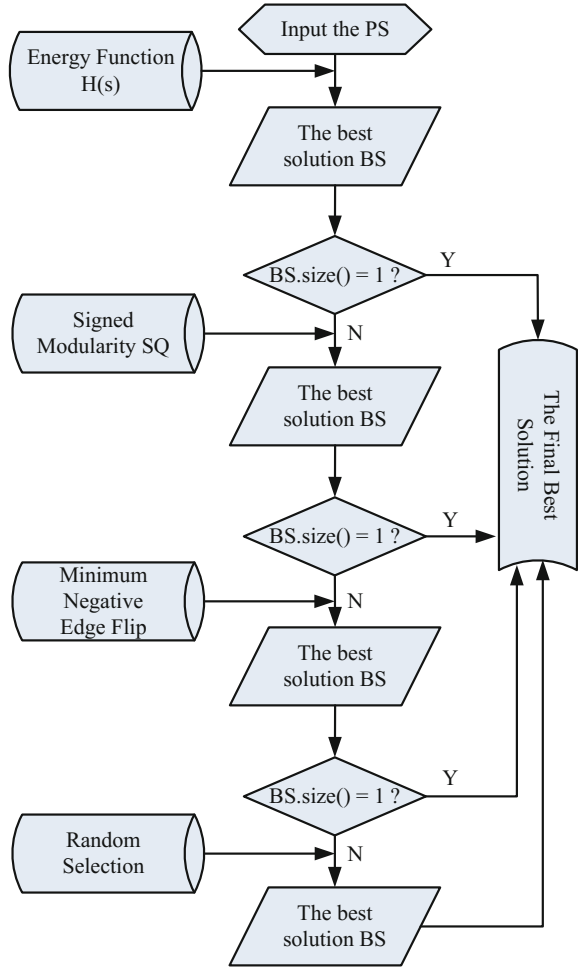 Input the PS
Energy Function
H(s)
The best
solution BS
BS.size() = 1 ?
Y
Signed
Modularity SQ
N
The best
solution BS
The Final Best
Solution
BS.size() = 1 ?
Y
Minimum
Negative
Edge Flip
N
The best
solution BS
BS.size() = 1 ?
Y
Random
Selection
N
The best
solution BS